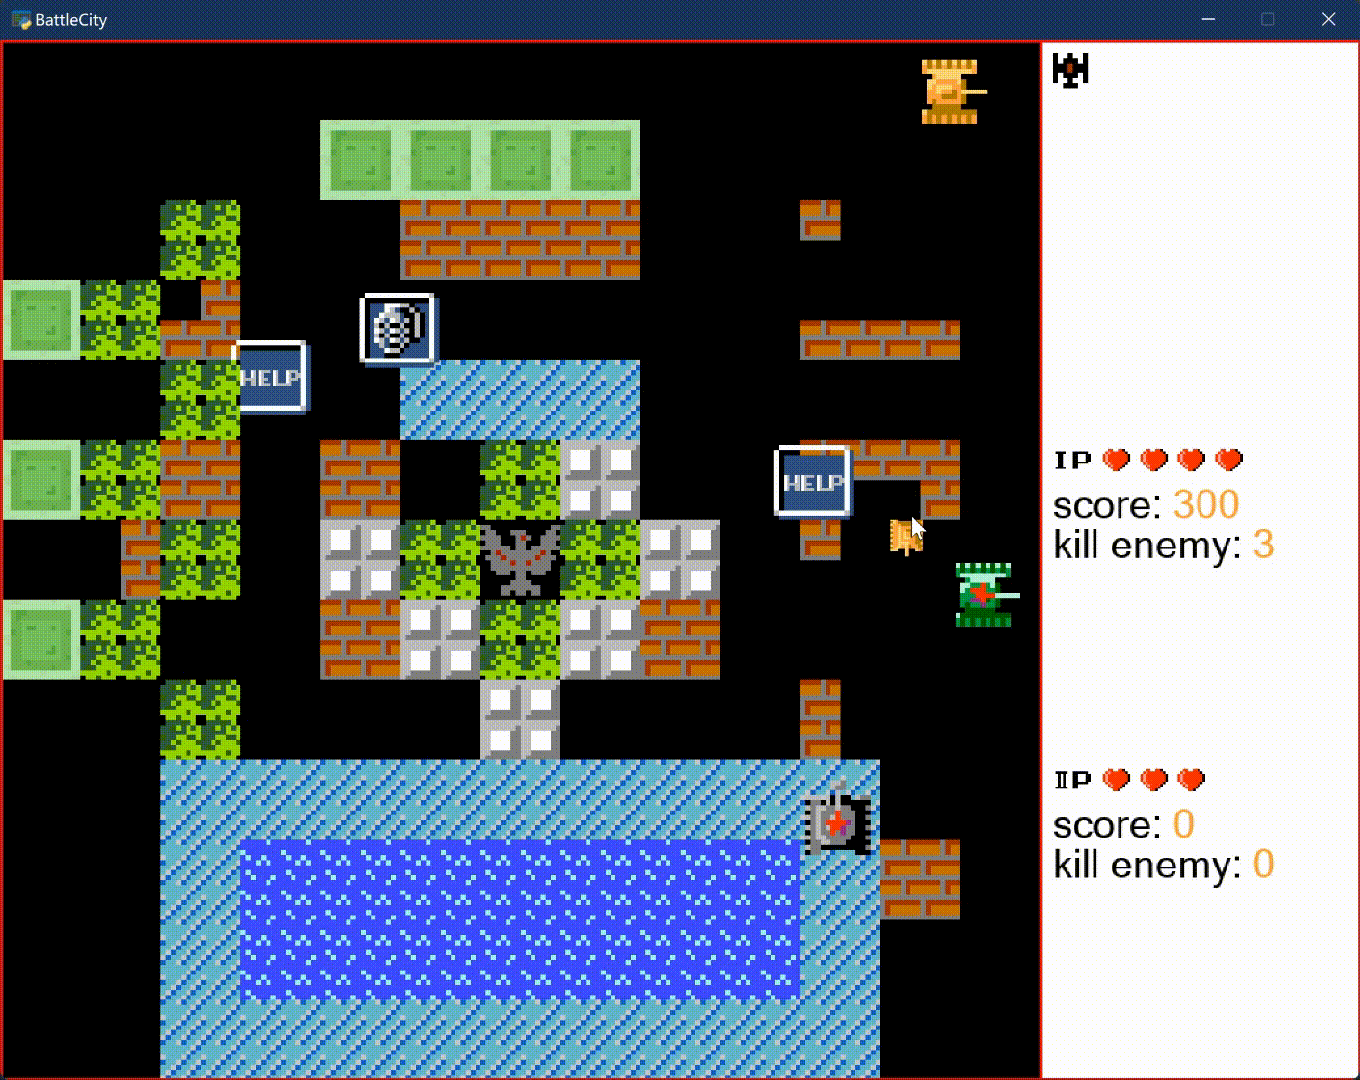 BattleCity
HELP
HELP
IP
score: 300
kill enemy: 3
IIP
score: 0
kill enemy: 0